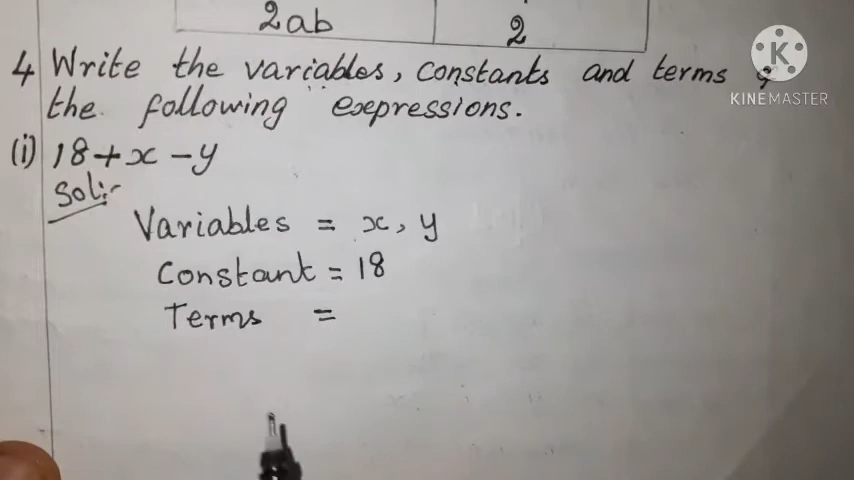 2ab 2
4 Write the variables, constants and terms
the following expressions.
(i) 18+x-y
Sol:-
Variables = x, y
Constant = 18
Terms =
KINEMASTER